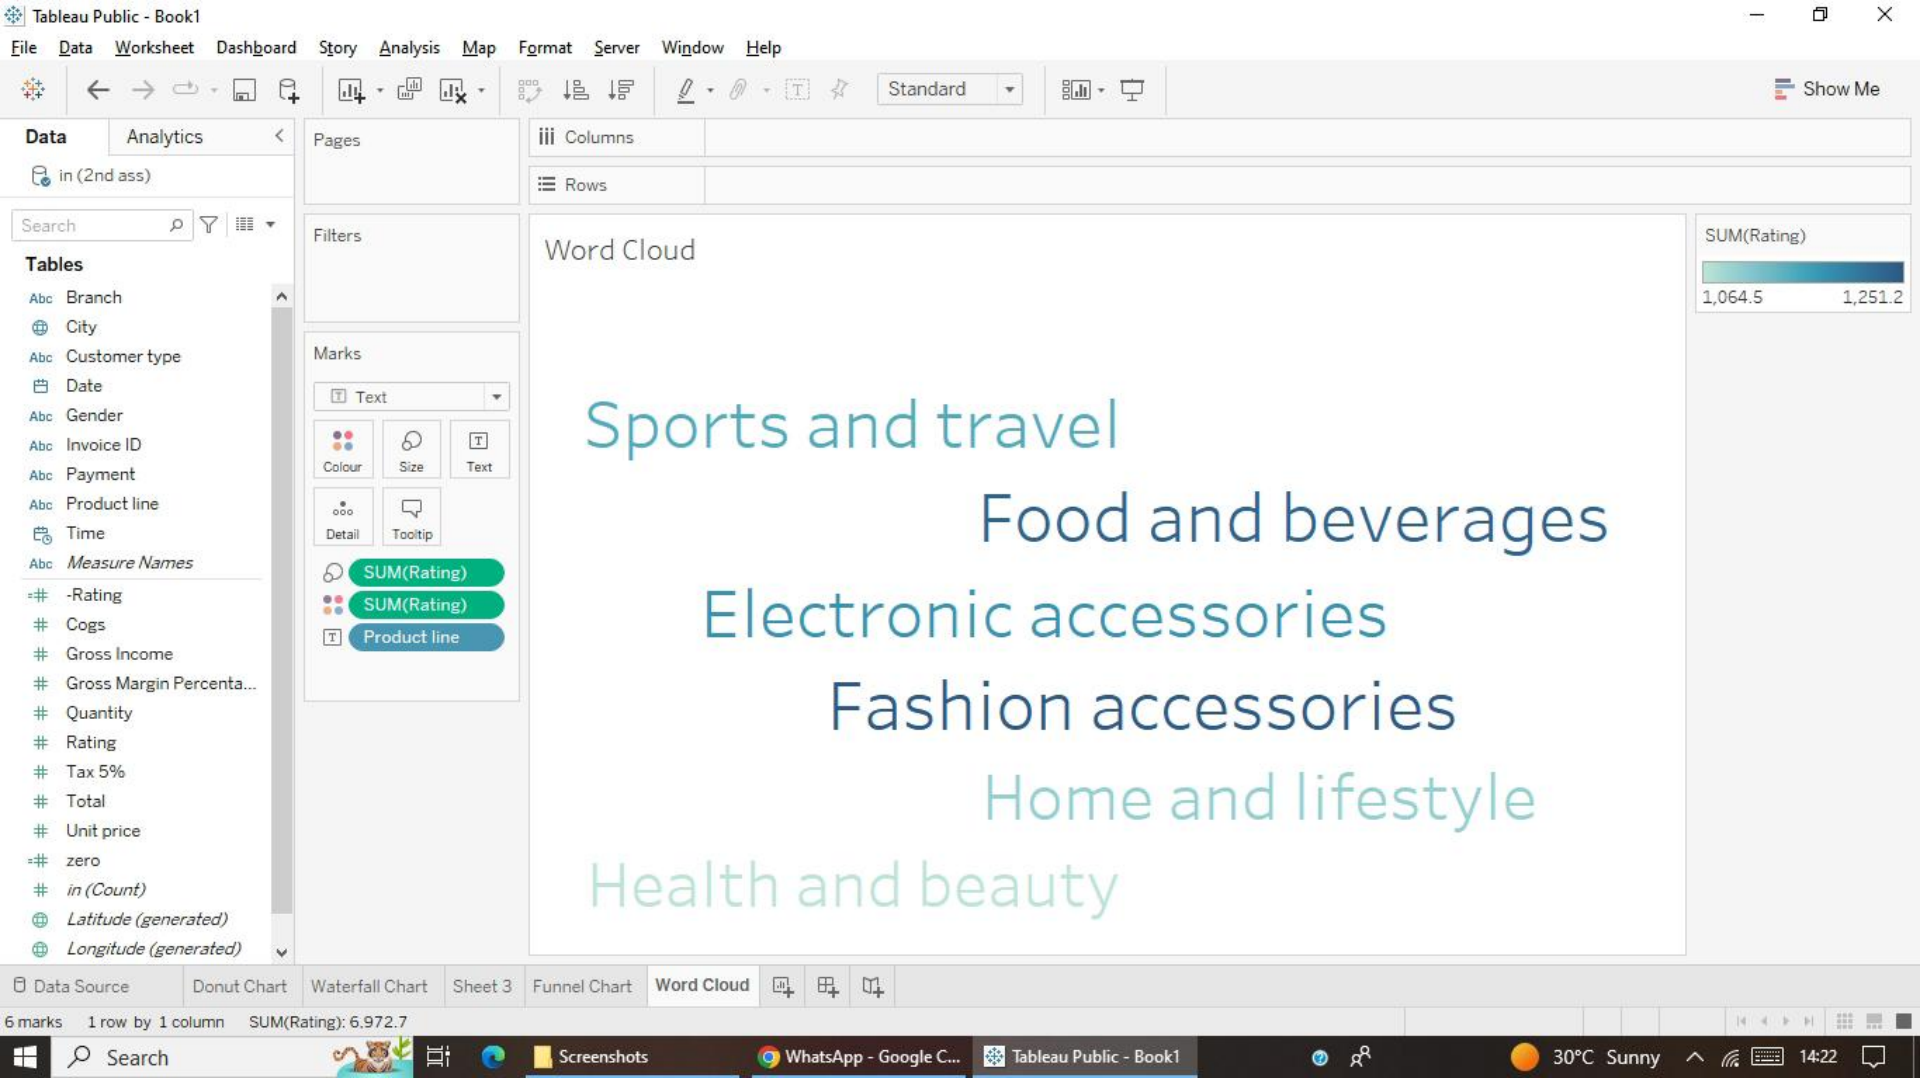 Tableau Public - Book1
File Data Worksheet Dashboard Story Analysis Map Format Server Window Help
Standard
Show Me
Data Analytics
in (2nd ass)
Search
Tables
Abc Branch
City
Abc Customer type
Date
Abc Gender
Abc Invoice ID
Abc Payment
Abc Product line
Time
Abc Measure Names
=# -Rating
# Cogs
# Gross Income
# Gross Margin Percenta...
# Quantity
# Rating
# Tax 5%
# Total
# Unit price
=# zero
# in (Count)
Latitude (generated)
Longitude (generated)
Pages
Filters
Marks
T Text
Colour Size T Text
Detail Tooltip
SUM(Rating)
SUM(Rating)
T Product line
Columns
Rows
Word Cloud
Sports and travel
Food and beverages
Electronic accessories
Fashion accessories
Home and lifestyle
Health and beauty
SUM(Rating)
1,064.5 1,251.2
Data Source Donut Chart Waterfall Chart Sheet 3 Funnel Chart Word Cloud
6 marks 1 row by 1 column SUM(Rating): 6,972.7
Search Screenshots WhatsApp - Google C... Tableau Public - Book1 30°C Sunny 14:22